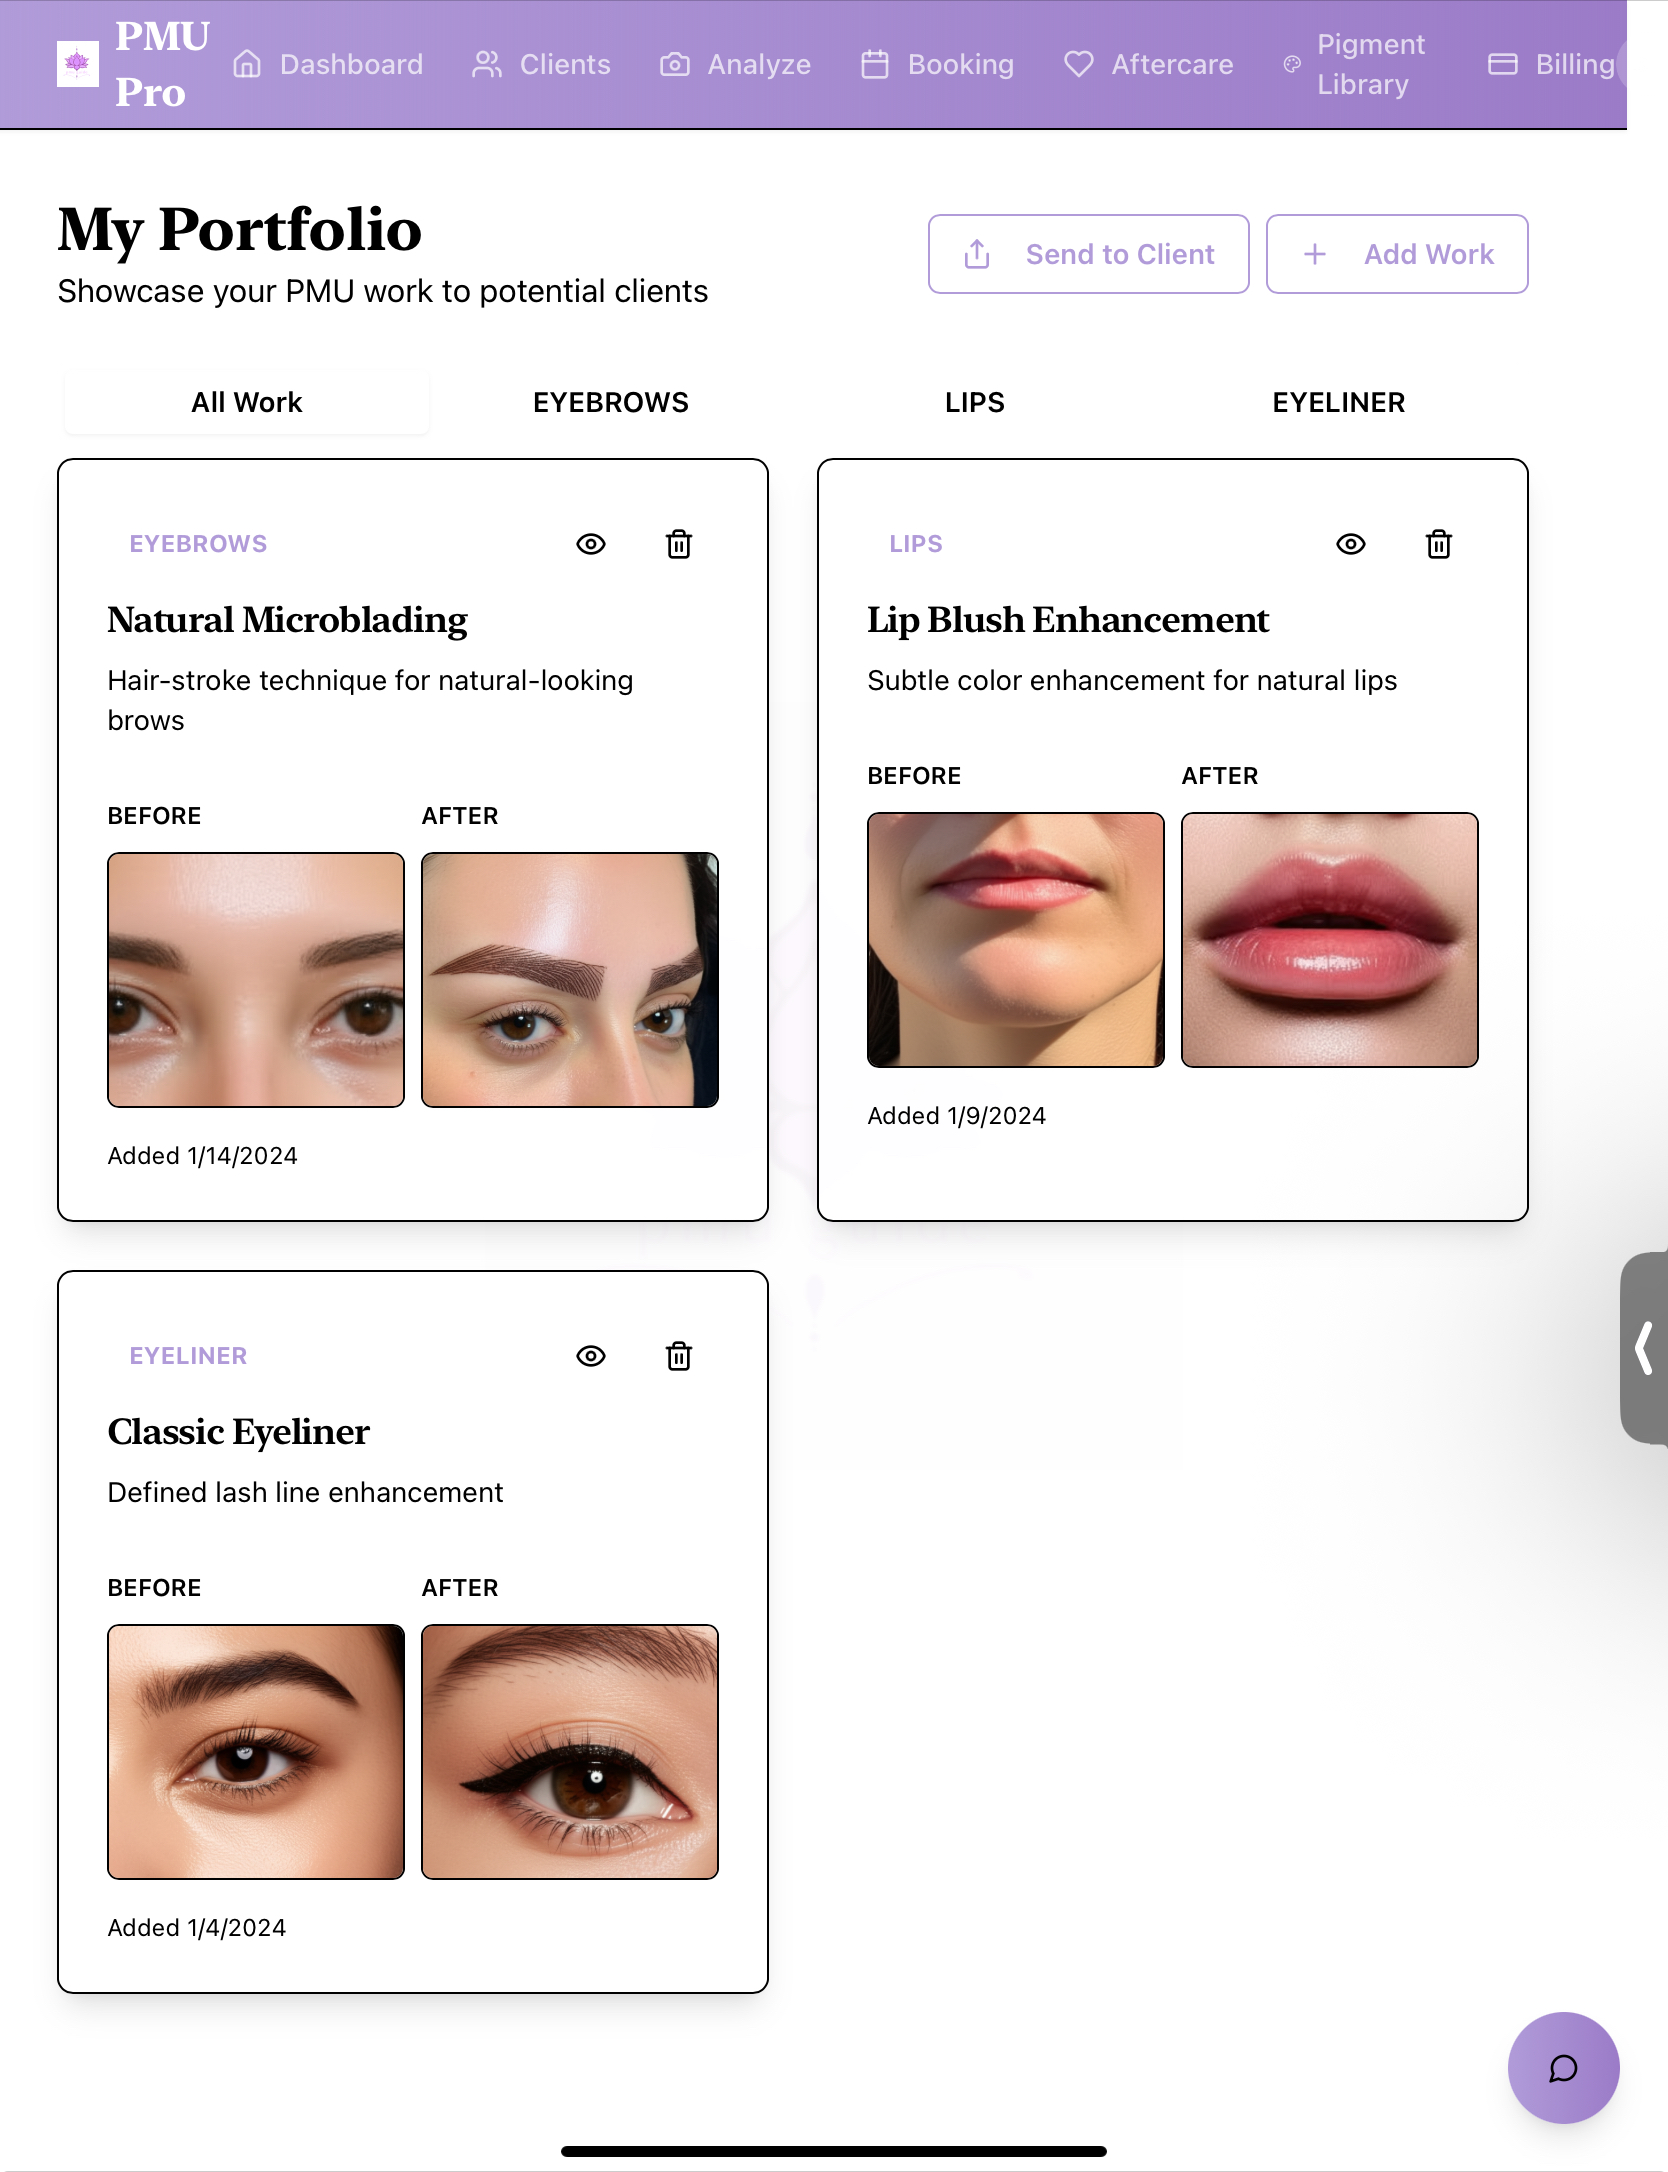 PMU
Pro
Dashboard
Clients
Analyze
Booking
Aftercare
Pigment
Library
Billing
My Portfolio
Showcase your PMU work to potential clients
Send to Client
Add Work
All Work
EYEBROWS
LIPS
EYELINER
EYEBROWS
Natural Microblading
Hair-stroke technique for natural-looking
brows
BEFORE
AFTER
Added 1/14/2024
LIPS
Lip Blush Enhancement
Subtle color enhancement for natural lips
BEFORE
AFTER
Added 1/9/2024
EYELINER
Classic Eyeliner
Defined lash line enhancement
BEFORE
AFTER
Added 1/4/2024